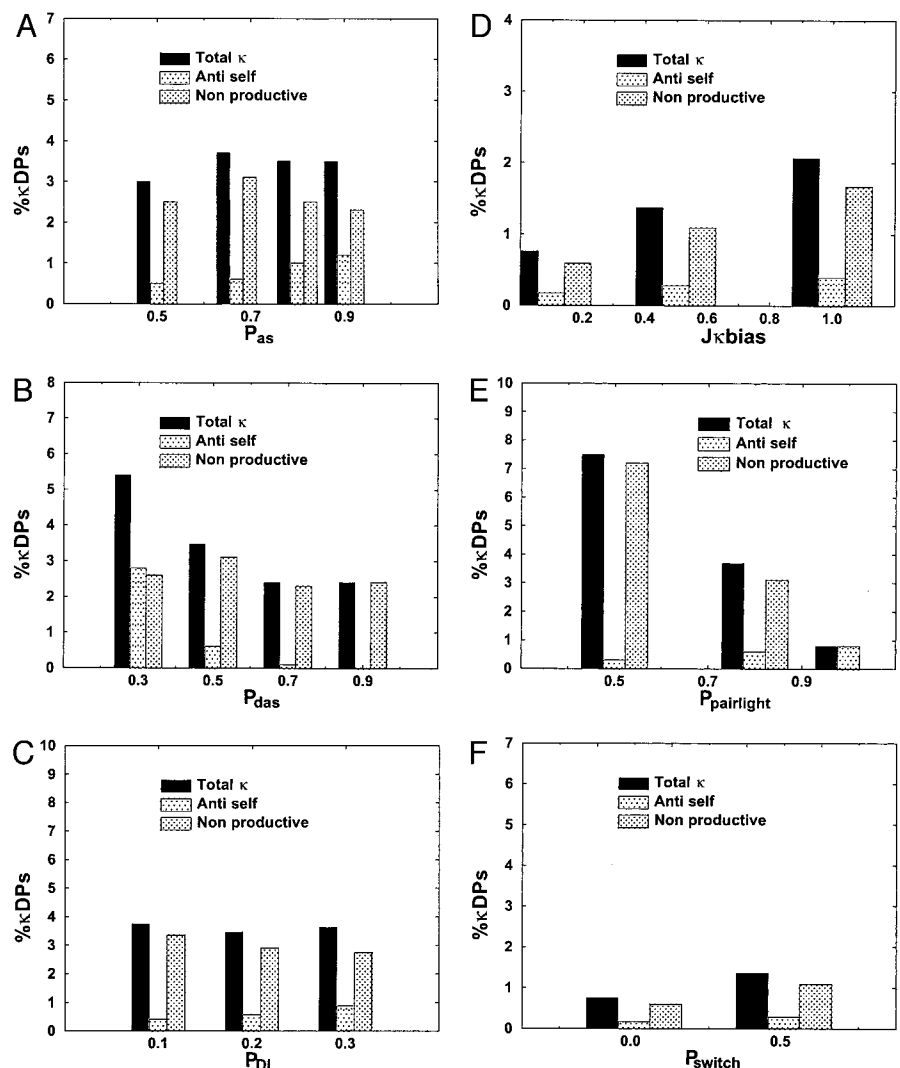 A
7
6
5
4
3
2
1
0
%κDPs
Total κ
Anti self
Non productive
0.5
0.7
0.9
Pas
B
8
7
6
5
4
3
2
1
0
%κDPs
Total κ
Anti self
Non productive
0.3
0.5
0.7
0.9
Pdas
C
10
9
8
7
6
5
4
3
2
1
0
%κDPs
Total κ
Anti self
Non productive
0.1
0.2
0.3
PDI
D
4
3
2
1
0
%κDPs
Total κ
Anti self
Non productive
0.2
0.4
0.6
0.8
1.0
Jκbias
E
10
9
8
7
6
5
4
3
2
1
0
%κDPs
Total κ
Anti self
Non productive
0.5
0.7
0.9
Ppairlight
F
7
6
5
4
3
2
1
0
%κDPs
Total κ
Anti self
Non productive
0.0
0.5
Pswitch